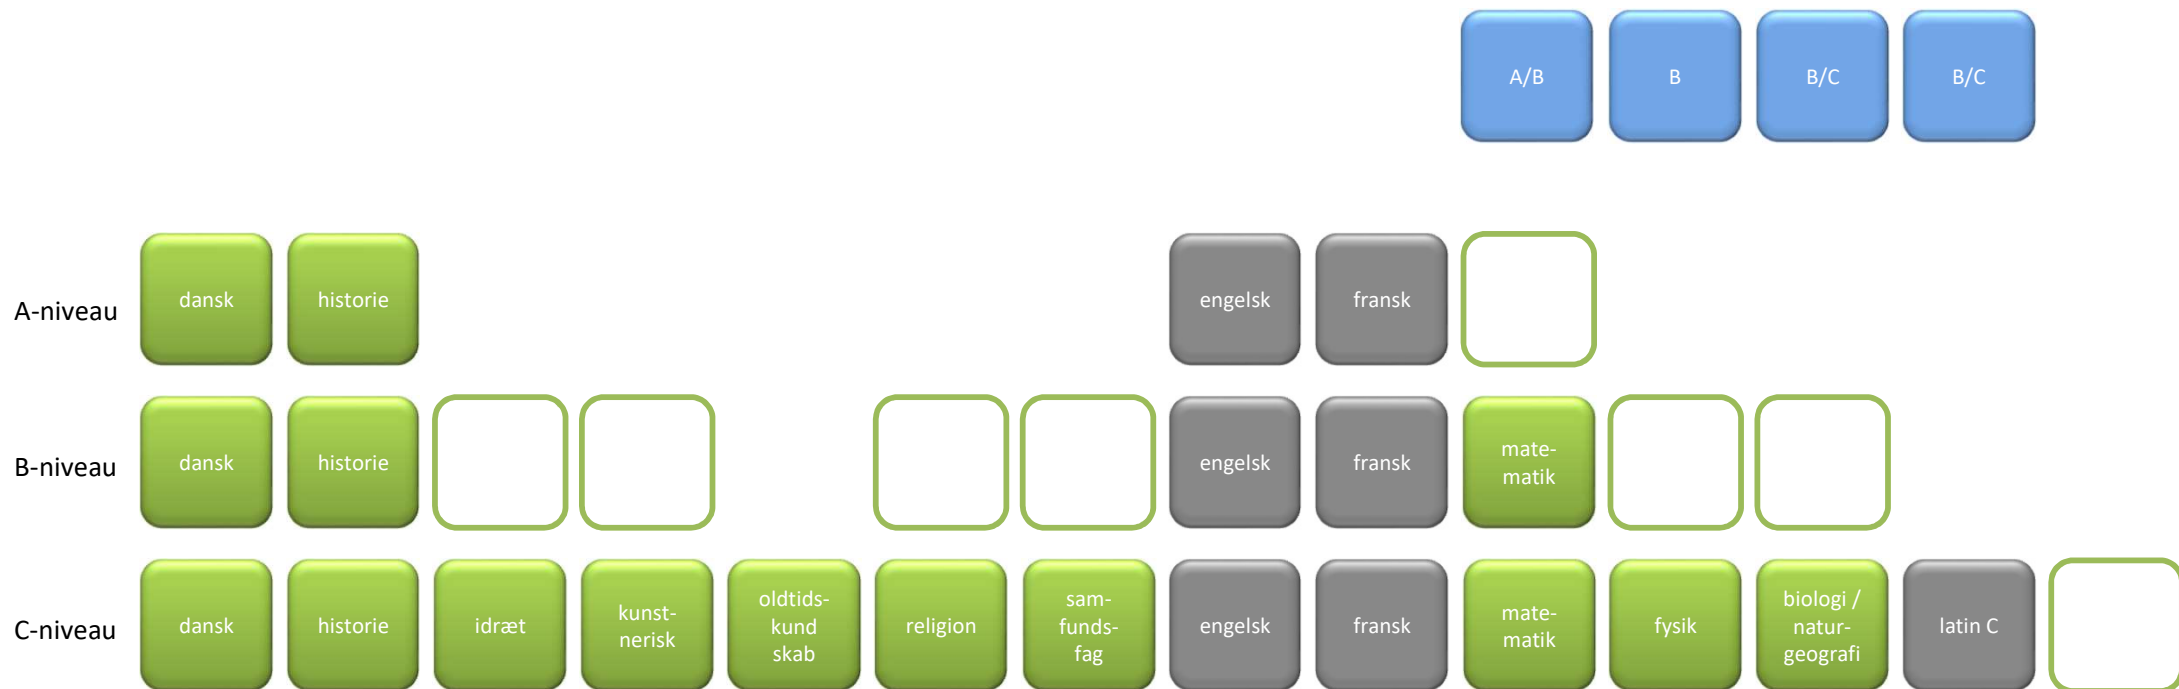 A/B
B
B/C
B/C
A-niveau
dansk
historie
engelsk
fransk
B-niveau
dansk
historie
engelsk
fransk
mate-
matik
C-niveau
dansk
historie
idræt
kunst-
nerisk
oldtids-
kund
skab
religion
sam-
funds-
fag
engelsk
fransk
mate-
matik
fysik
biologi /
natur-
geografi
latin C